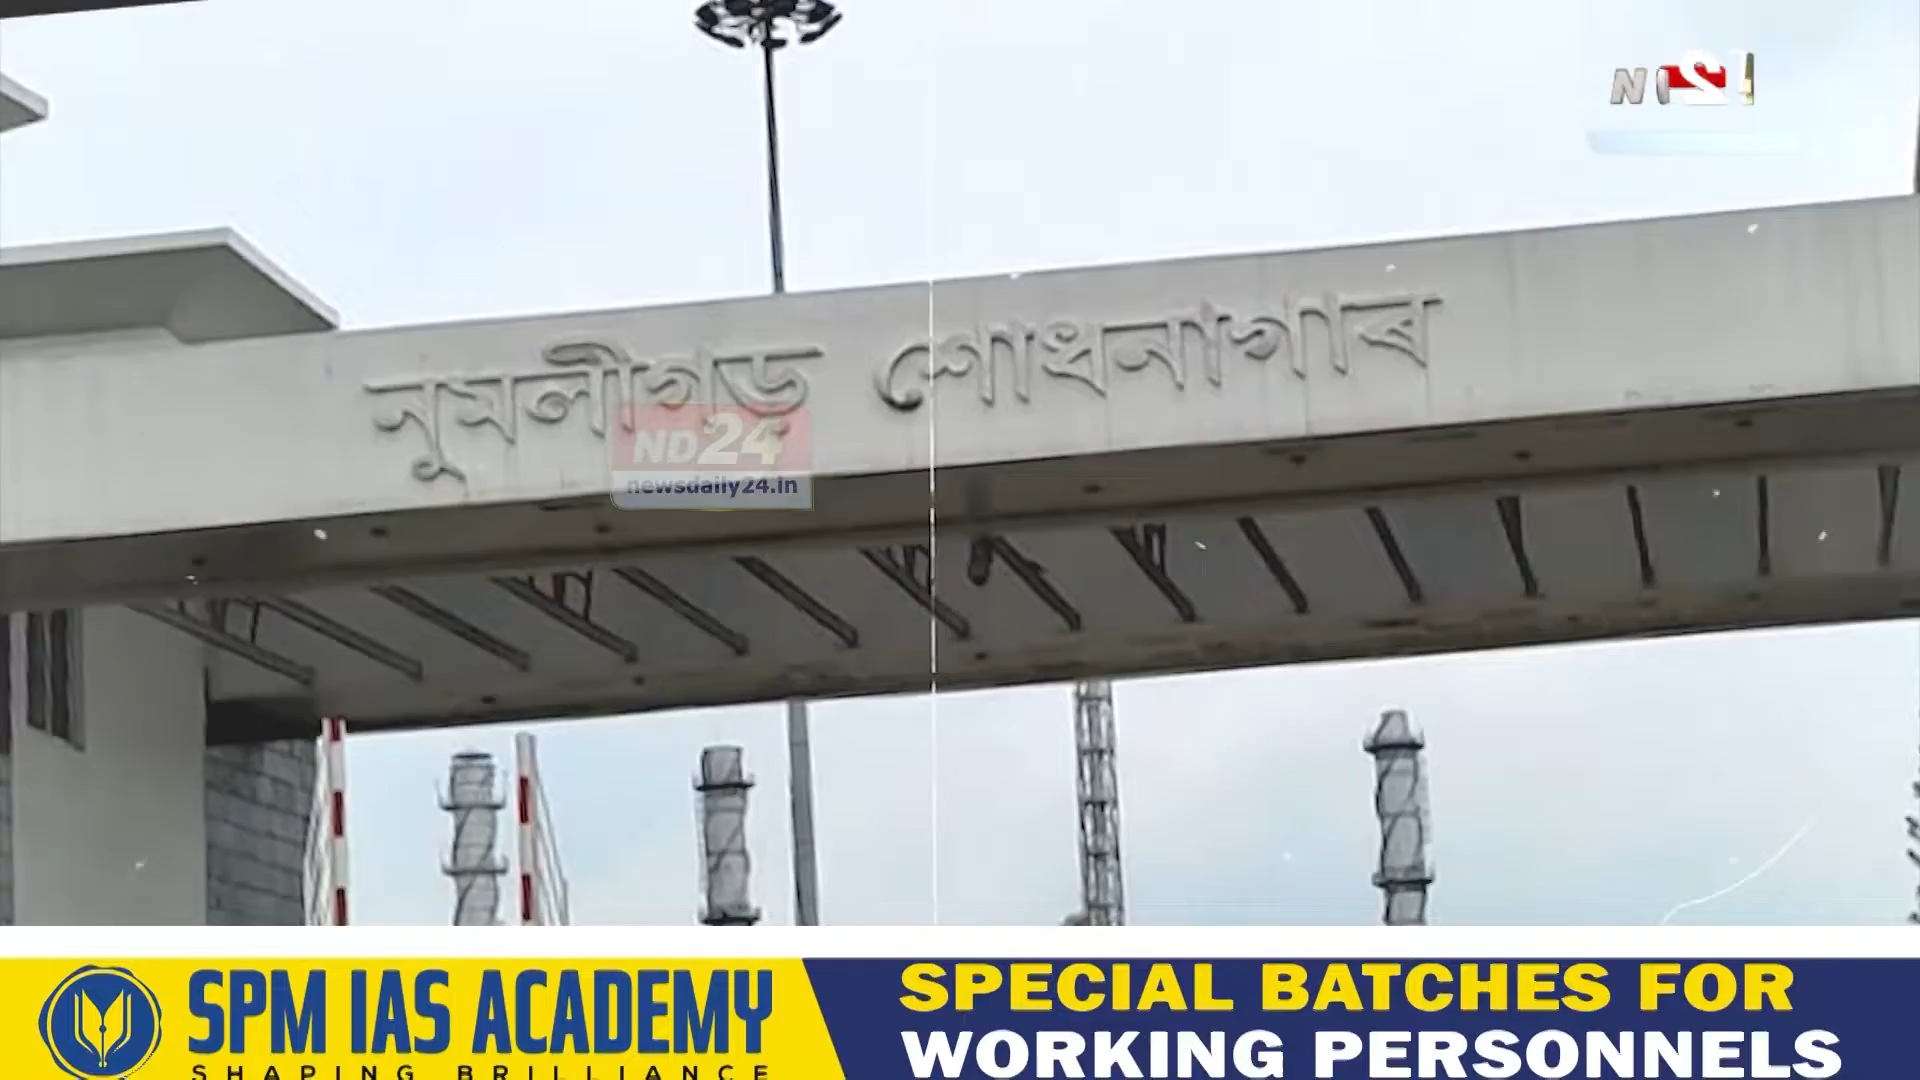 নুমলীগড় শোধনাগাৰ
ND24
newsdaily24.in
SPM IAS ACADEMY
SHAPING BRILLIANCE
SPECIAL BATCHES FOR
WORKING PERSONNELS